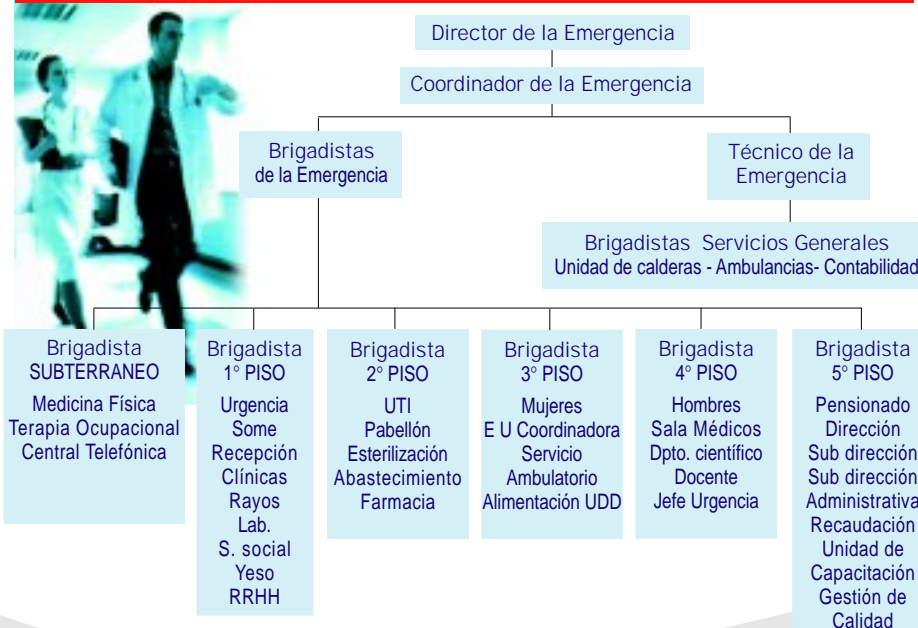 Director de la Emergencia
Coordinador de la Emergencia
Brigadistas
de la Emergencia
Técnico de la
Emergencia
Brigadistas Servicios Generales
Unidad de calderas - Ambulancias- Contabilidad
Brigadista
SUBTERRANEO
Medicina Física
Terapia Ocupacional
Central Telefónica
Brigadista
1° PISO
Urgencia
Some
Recepción
Clínicas
Rayos
Lab.
S. social
Yeso
RRHH
Brigadista
2° PISO
UTI
Pabellón
Esterilización
Abastecimiento
Farmacia
Brigadista
3° PISO
Mujeres
E U Coordinadora
Servicio
Ambulatorio
Alimentación UDD
Brigadista
4° PISO
Hombres
Sala Médicos
Dpto. científico
Docente
Jefe Urgencia
Brigadista
5° PISO
Pensionado
Dirección
Sub dirección
Sub dirección
Administrativa
Recaudación
Unidad de
Capacitación
Gestión de
Calidad